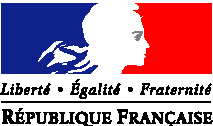 Liberté • Égalité • Fraternité
RÉPUBLIQUE FRANÇAISE